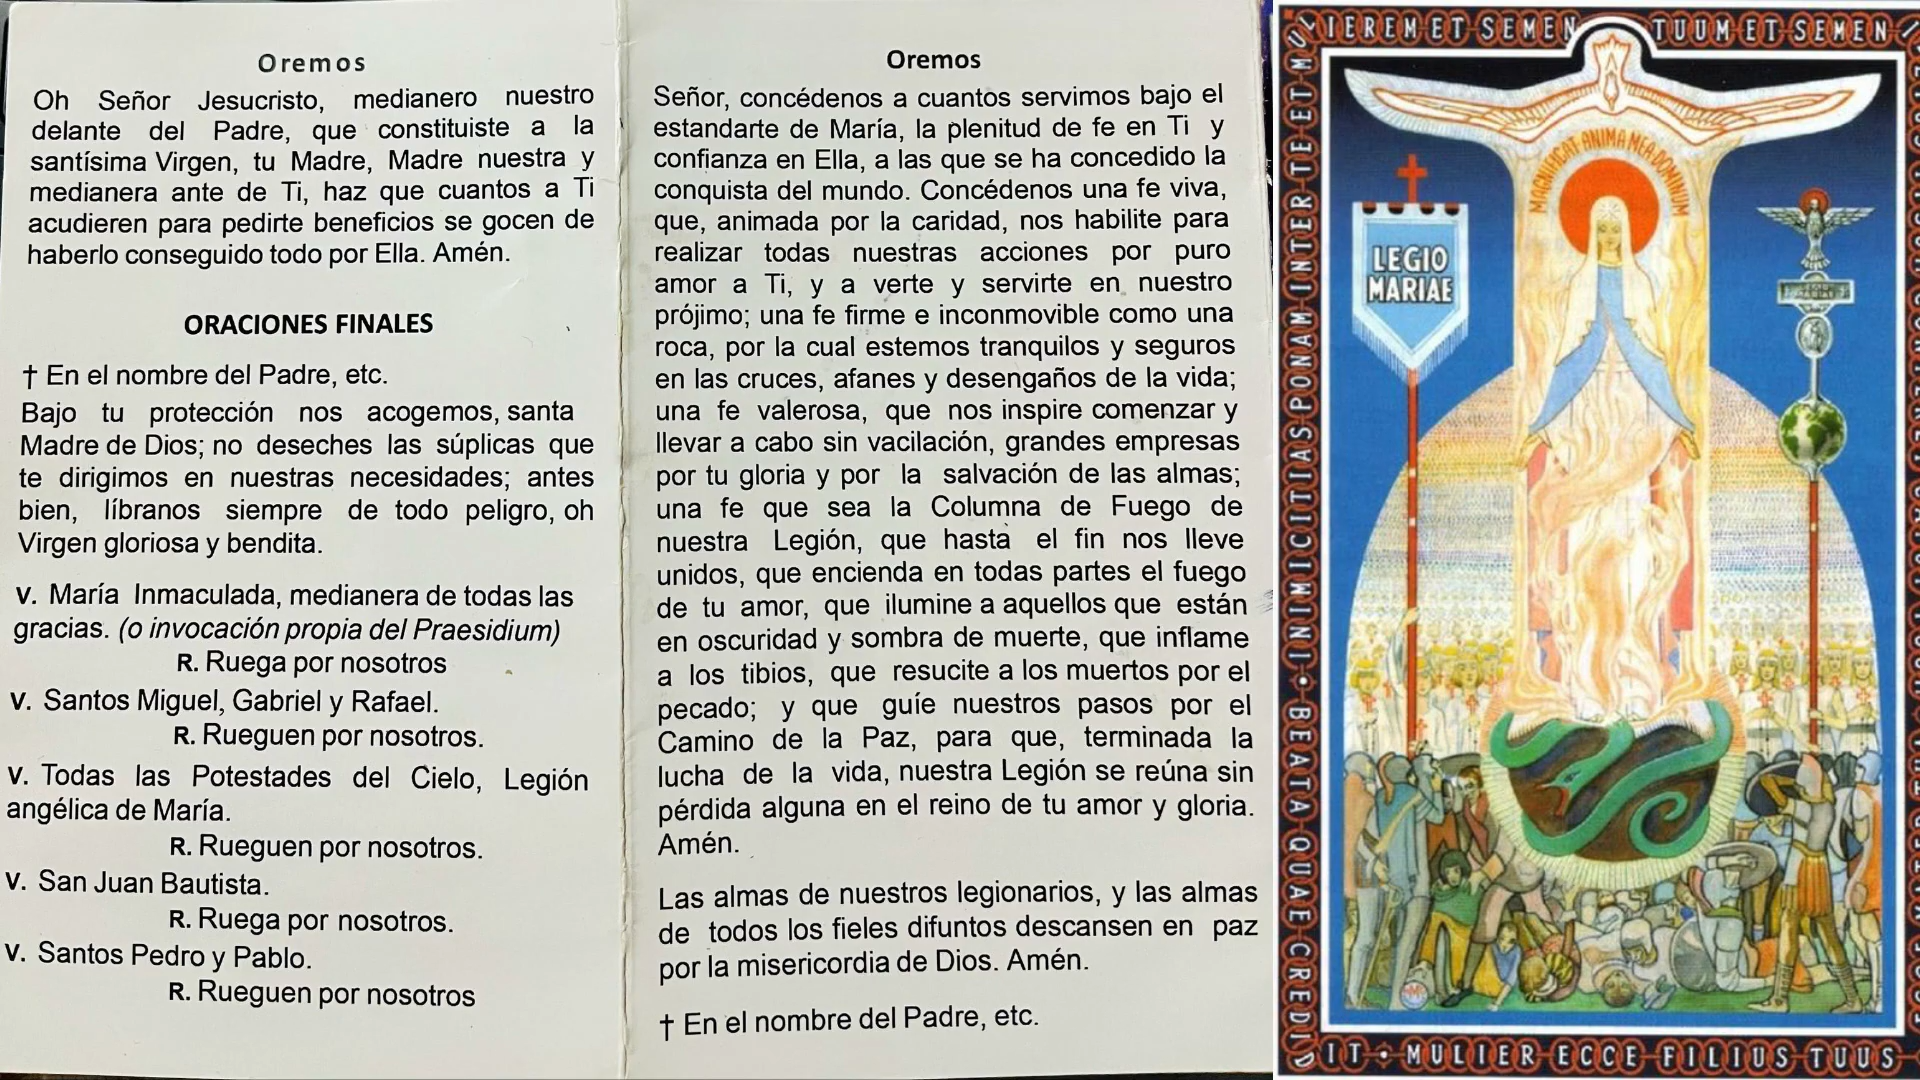 Oremos
Oh Señor Jesucristo, medianero nuestro
delante del Padre, que constituiste a la
santísima Virgen, tu Madre, Madre nuestra y
medianera ante de Ti, haz que cuantos a Ti
acudieren para pedirte beneficios se gocen de
haberlo conseguido todo por Ella. Amén.
ORACIONES FINALES
† En el nombre del Padre, etc.
Bajo tu protección nos acogemos, santa
Madre de Dios; no deseches las súplicas que
te dirigimos en nuestras necesidades; antes
bien, líbranos siempre de todo peligro, oh
Virgen gloriosa y bendita.
V. María Inmaculada, medianera de todas las
gracias. (o invocación propia del Praesidium)
R. Ruega por nosotros
V. Santos Miguel, Gabriel y Rafael.
R. Rueguen por nosotros.
V. Todas las Potestades del Cielo, Legión
angélica de María.
R. Rueguen por nosotros.
V. San Juan Bautista.
R. Ruega por nosotros.
V. Santos Pedro y Pablo.
R. Rueguen por nosotros
Oremos
Señor, concédenos a cuantos servimos bajo el
estandarte de María, la plenitud de fe en Ti y
confianza en Ella, a las que se ha concedido la
conquista del mundo. Concédenos una fe viva,
que, animada por la caridad, nos habilite para
realizar todas nuestras acciones por puro
amor a Ti, y a verte y servirte en nuestro
prójimo; una fe firme e inconmovible como una
roca, por la cual estemos tranquilos y seguros
en las cruces, afanes y desengaños de la vida;
una fe valerosa, que nos inspire comenzar y
llevar a cabo sin vacilación, grandes empresas
por tu gloria y por la salvación de las almas;
una fe que sea la Columna de Fuego de
nuestra Legión, que hasta el fin nos lleve
unidos, que encienda en todas partes el fuego
de tu amor, que ilumine a aquellos que están
en oscuridad y sombra de muerte, que inflame
a los tibios, que resucite a los muertos por el
pecado; y que guíe nuestros pasos por el
Camino de la Paz, para que, terminada la
lucha de la vida, nuestra Legión se reúna sin
pérdida alguna en el reino de tu amor y gloria.
Amén.
Las almas de nuestros legionarios, y las almas
de todos los fieles difuntos descansen en paz
por la misericordia de Dios. Amén.
† En el nombre del Padre, etc.
INIMICITIAS PONAM INTER TE ET MU
LIEREM ET SEMEN TUUM ET SEMEN I
MAGNIFICAT ANIMA MEA DOMINUM
LEGIO
MARIAE
BEATA QUAE CREDID
IT • MULIER ECCE FILIUS TUUS